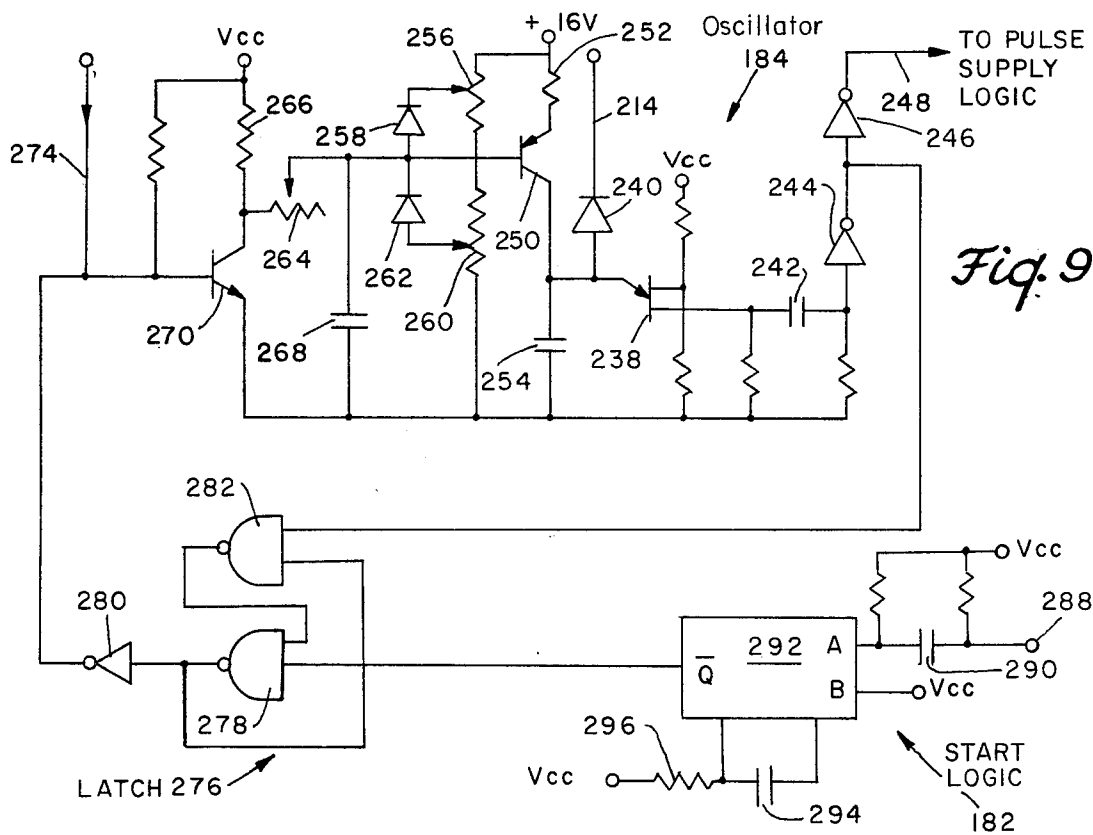 + 16V
Oscillator
184
256
252
Vcc
TO PULSE
SUPPLY
LOGIC
248
246
266
258
214
274
Vcc
240
244
264
262
250
242
Fig. 9
270
268
260
254
238
282
280
Vcc
288
A
Q
292
B
290
Vcc
278
296
START
LOGIC
182
LATCH 276
Vcc
294